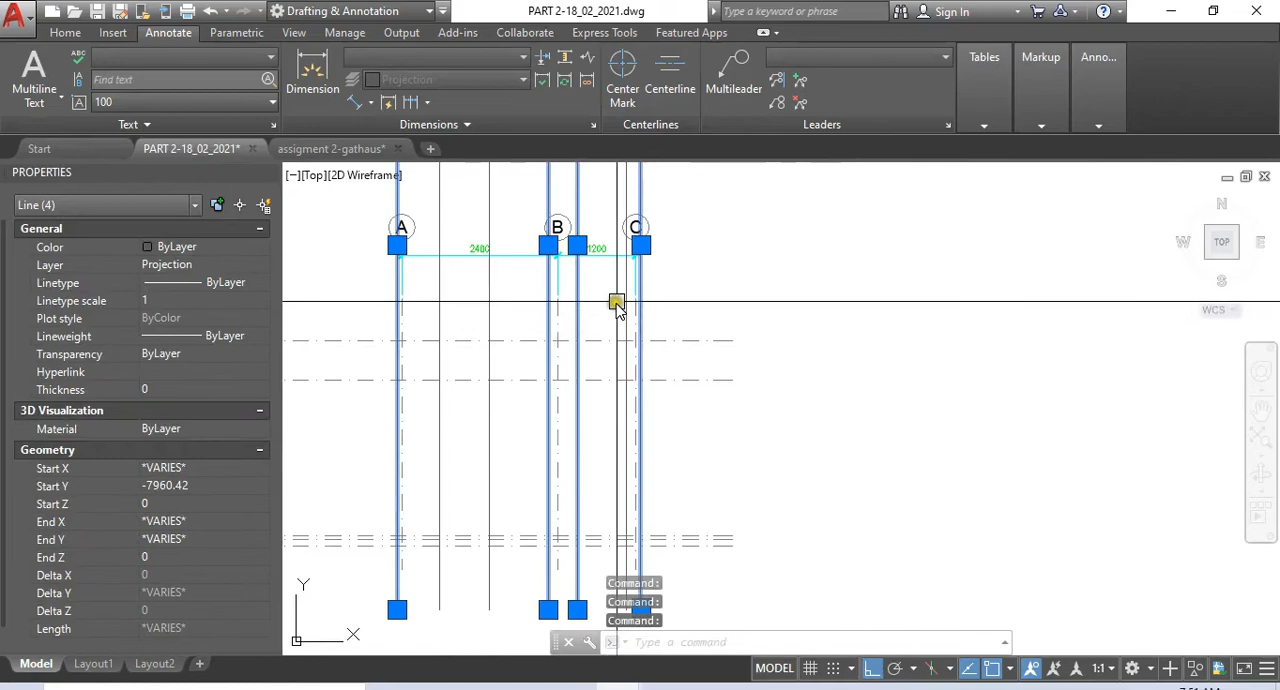 A Drafting & Annotation PART 2-18_02_2021.dwg Type a keyword or phrase Sign In ?
Home Insert Annotate Parametric View Manage Output Add-ins Collaborate Express Tools Featured Apps
A Multiline Text
ABC
Find text
100
Dimension
Projection
Center Mark
Centerline
Multileader
Tables
Markup
Anno...
Text Dimensions Centerlines Leaders
Start PART 2-18_02_2021* assigment 2-gathaus*
PROPERTIES
[−][Top][2D Wireframe]
Line (4)
General
Color ByLayer
Layer Projection
Linetype ByLayer
Linetype scale 1
Plot style ByColor
Lineweight ByLayer
Transparency ByLayer
Hyperlink
Thickness 0
3D Visualization
Material ByLayer
Geometry
Start X *VARIES*
Start Y -7960.42
Start Z 0
End X *VARIES*
End Y *VARIES*
End Z 0
Delta X 0
Delta Y *VARIES*
Delta Z 0
Length *VARIES*
A B C
2400 1200
N
W TOP E
S
WCS
Y
X
Command:
Command:
Command:
Type a command
Model Layout1 Layout2
MODEL 1:1